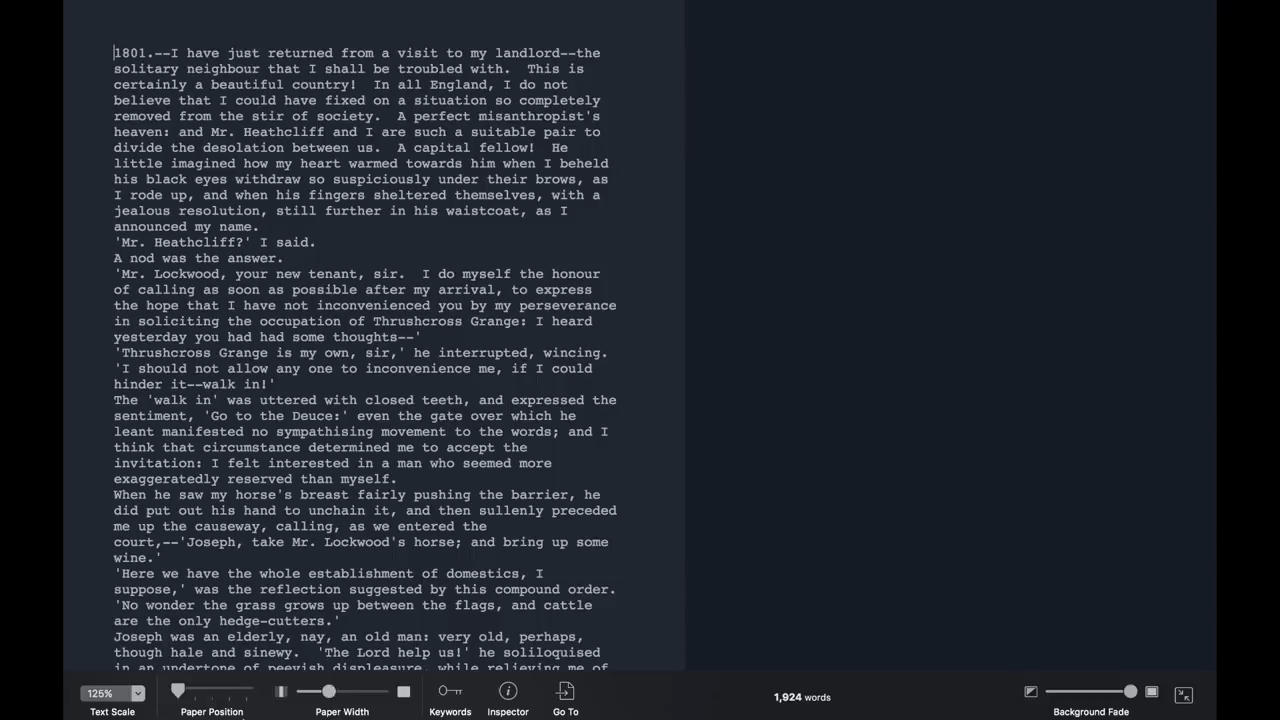 1801.--I have just returned from a visit to my landlord--the
solitary neighbour that I shall be troubled with.  This is
certainly a beautiful country!  In all England, I do not
believe that I could have fixed on a situation so completely
removed from the stir of society.  A perfect misanthropist's
heaven: and Mr. Heathcliff and I are such a suitable pair to
divide the desolation between us.  A capital fellow!  He
little imagined how my heart warmed towards him when I beheld
his black eyes withdraw so suspiciously under their brows, as
I rode up, and when his fingers sheltered themselves, with a
jealous resolution, still further in his waistcoat, as I
announced my name.
'Mr. Heathcliff?' I said.
A nod was the answer.
'Mr. Lockwood, your new tenant, sir.  I do myself the honour
of calling as soon as possible after my arrival, to express
the hope that I have not inconvenienced you by my perseverance
in soliciting the occupation of Thrushcross Grange: I heard
yesterday you had had some thoughts--'
'Thrushcross Grange is my own, sir,' he interrupted, wincing.
'I should not allow any one to inconvenience me, if I could
hinder it--walk in!'
The 'walk in' was uttered with closed teeth, and expressed the
sentiment, 'Go to the Deuce:' even the gate over which he
leant manifested no sympathising movement to the words; and I
think that circumstance determined me to accept the
invitation: I felt interested in a man who seemed more
exaggeratedly reserved than myself.
When he saw my horse's breast fairly pushing the barrier, he
did put out his hand to unchain it, and then sullenly preceded
me up the causeway, calling, as we entered the
court,--'Joseph, take Mr. Lockwood's horse; and bring up some
wine.'
'Here we have the whole establishment of domestics, I
suppose,' was the reflection suggested by this compound order.
'No wonder the grass grows up between the flags, and cattle
are the only hedge-cutters.'
Joseph was an elderly, nay, an old man: very old, perhaps,
though hale and sinewy.  'The Lord help us!' he soliloquised
in an undertone of peevish displeasure, while relieving me of
125%
1,924 words
Text Scale
Paper Position
Paper Width
Keywords
Inspector
Go To
Background Fade